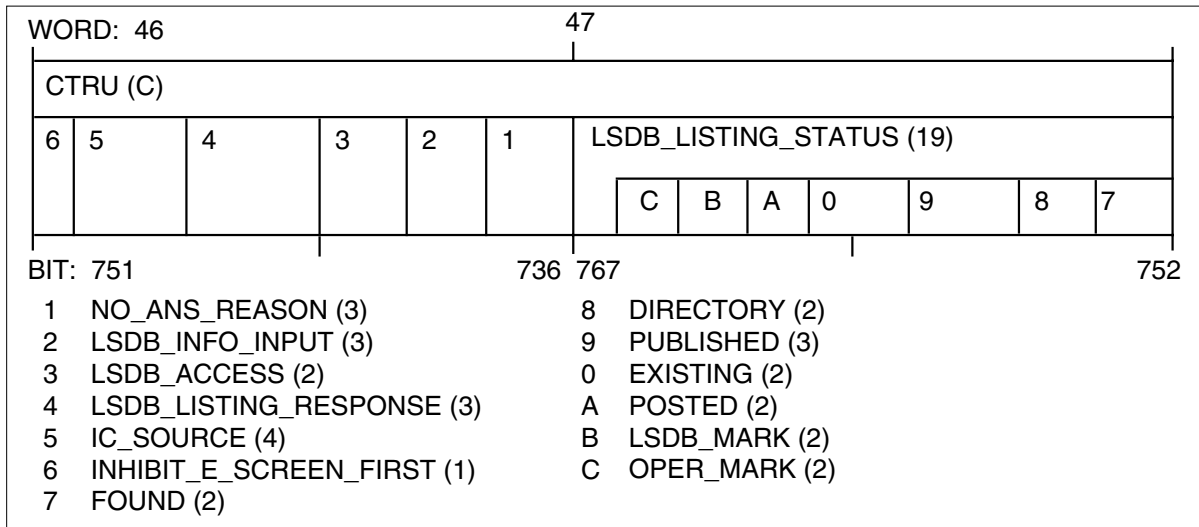 WORD: 46 47
CTRU (C)
6 5 4 3 2 1 LSDB_LISTING_STATUS (19)
C B A 0 9 8 7
BIT: 751 736 767 752
1 NO_ANS_REASON (3)
2 LSDB_INFO_INPUT (3)
3 LSDB_ACCESS (2)
4 LSDB_LISTING_RESPONSE (3)
5 IC_SOURCE (4)
6 INHIBIT_E_SCREEN_FIRST (1)
7 FOUND (2)
8 DIRECTORY (2)
9 PUBLISHED (3)
0 EXISTING (2)
A POSTED (2)
B LSDB_MARK (2)
C OPER_MARK (2)